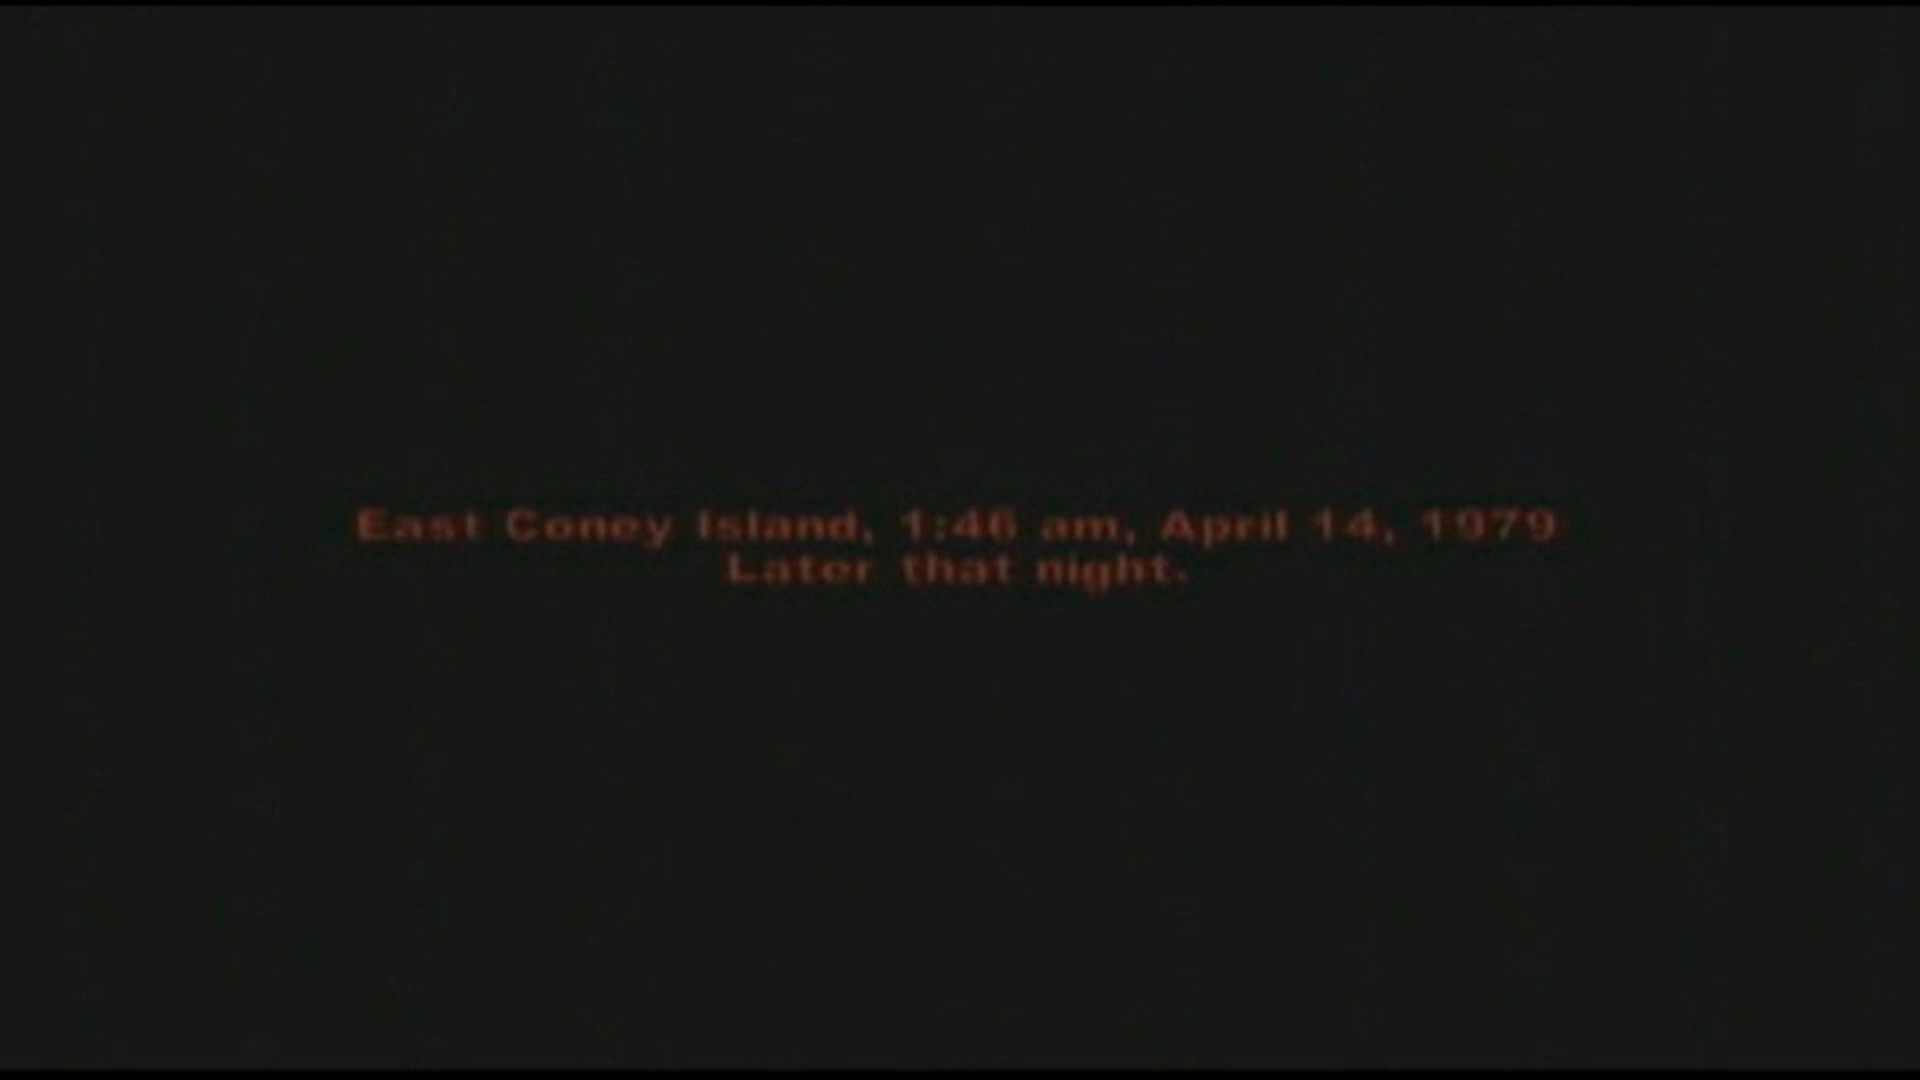 East Coney Island, 1:46 am, April 14, 1979
Later that night.